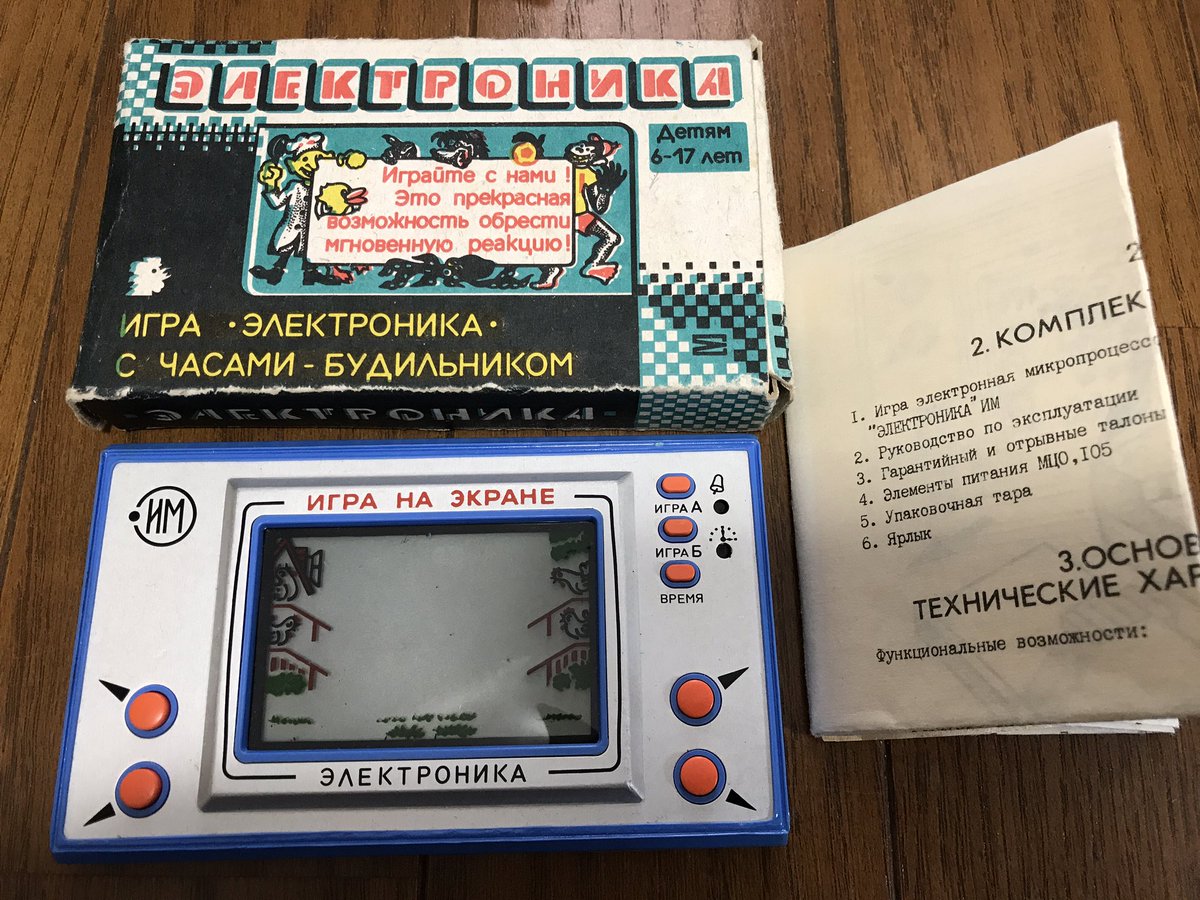 ЭЛЕКТРОНИКА
Детям
6-17 лет
Играйте с нами!
Это прекрасная
возможность обрести
мгновенную реакцию!
ИГРА •ЭЛЕКТРОНИКА•
С ЧАСАМИ-БУДИЛЬНИКОМ
•ЭЛЕКТРОНИКА•
ИМ
ИГРА НА ЭКРАНЕ
ИГРА А
ИГРА Б
ВРЕМЯ
ЭЛЕКТРОНИКА
2
2. КОМПЛЕК
1. Игра электронная микропроцессо
"ЭЛЕКТРОНИКА" ИМ
2. Руководство по эксплуатации
3. Гарантийный и отрывные талоны
4. Элементы питания МЦО,105
5. Упаковочная тара
6. Ярлык
3.ОСНОВ
ТЕХНИЧЕСКИЕ ХАР
Функциональные возможности: